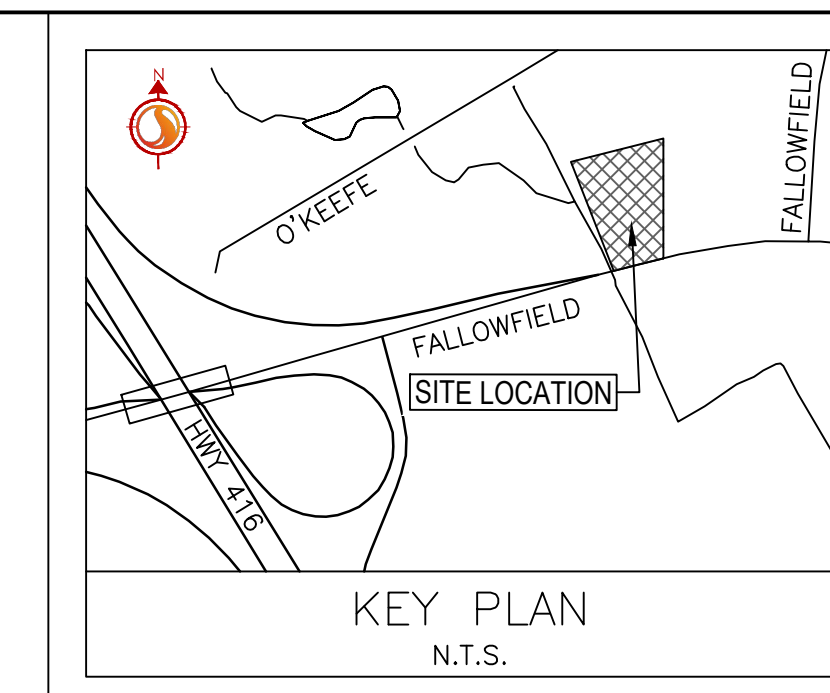 N
O'KEEFE
FALLOWFIELD
FALLOWFIELD
SITE LOCATION
HWY 416
KEY PLAN
N.T.S.